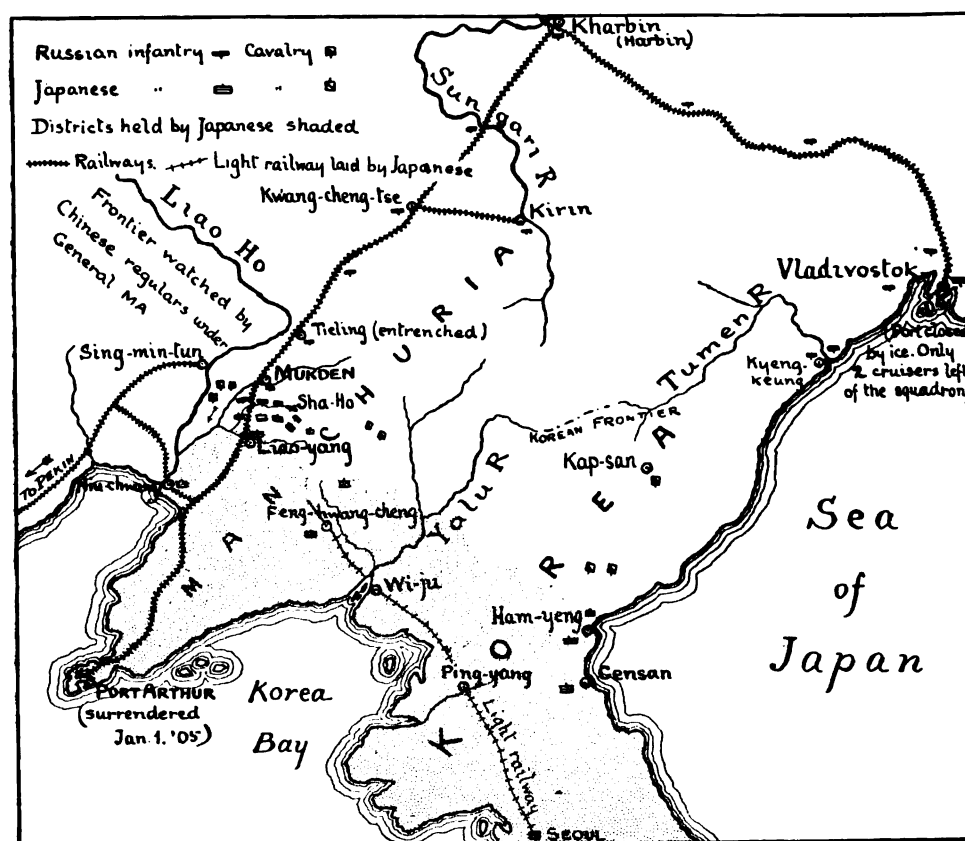 Russian infantry Cavalry
Japanese " "
Districts held by Japanese shaded
Railways. Light railway laid by Japanese
Kharbin
(Harbin)
Sungari R
Kwang-cheng-tse
Kirin
Liao Ho
Frontier watched by
Chinese regulars under
General MA
Vladivostok
(Port closed
by ice. Only
2 cruisers left
of the squadron)
Tieling (entrenched)
Sing-min-tun
MUKDEN
Sha-Ho
Liao-yang
Tumen R
Kyeng-
keung
KOREAN FRONTIER
Kap-san
TO PEKIN
Feng-hwang-cheng
Yalu R
MANCHURIA
KOREA
Wi-ju
Ham-yeng
Gensan
Ping-yang
Light railway
SEOUL
PORT ARTHUR
(surrendered
Jan. 1. '05)
Korea
Bay
Sea
of
Japan